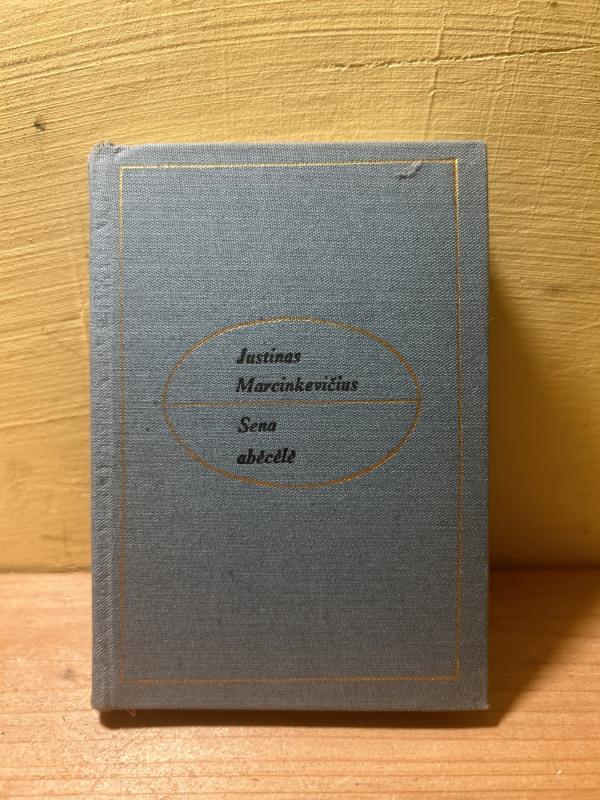 Justinas
Marcinkevičius
Sena
abėcėlė